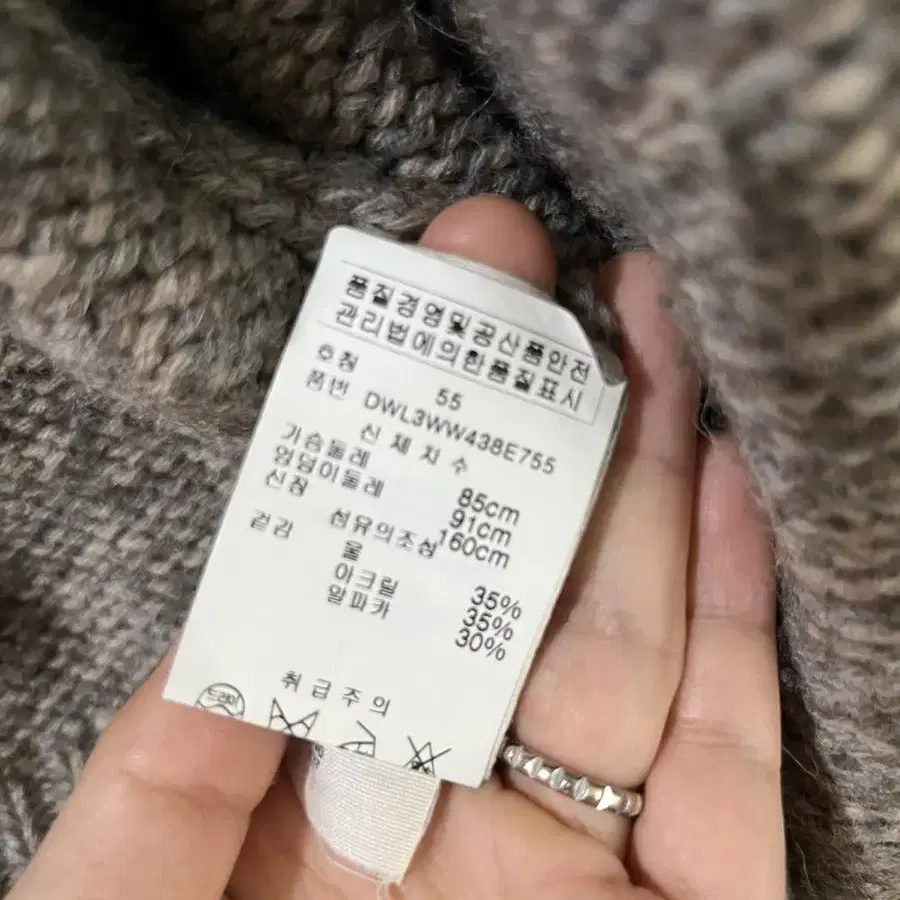 품질경영및공산품안전
관리법에의한품질표시
호칭 55
품번 DWL3WW438E755
신체치수
가슴둘레 85cm
엉덩이둘레 91cm
신장 160cm
섬유의조성
겉감 울 35%
아크릴 35%
알파카 30%
취급주의
드라이